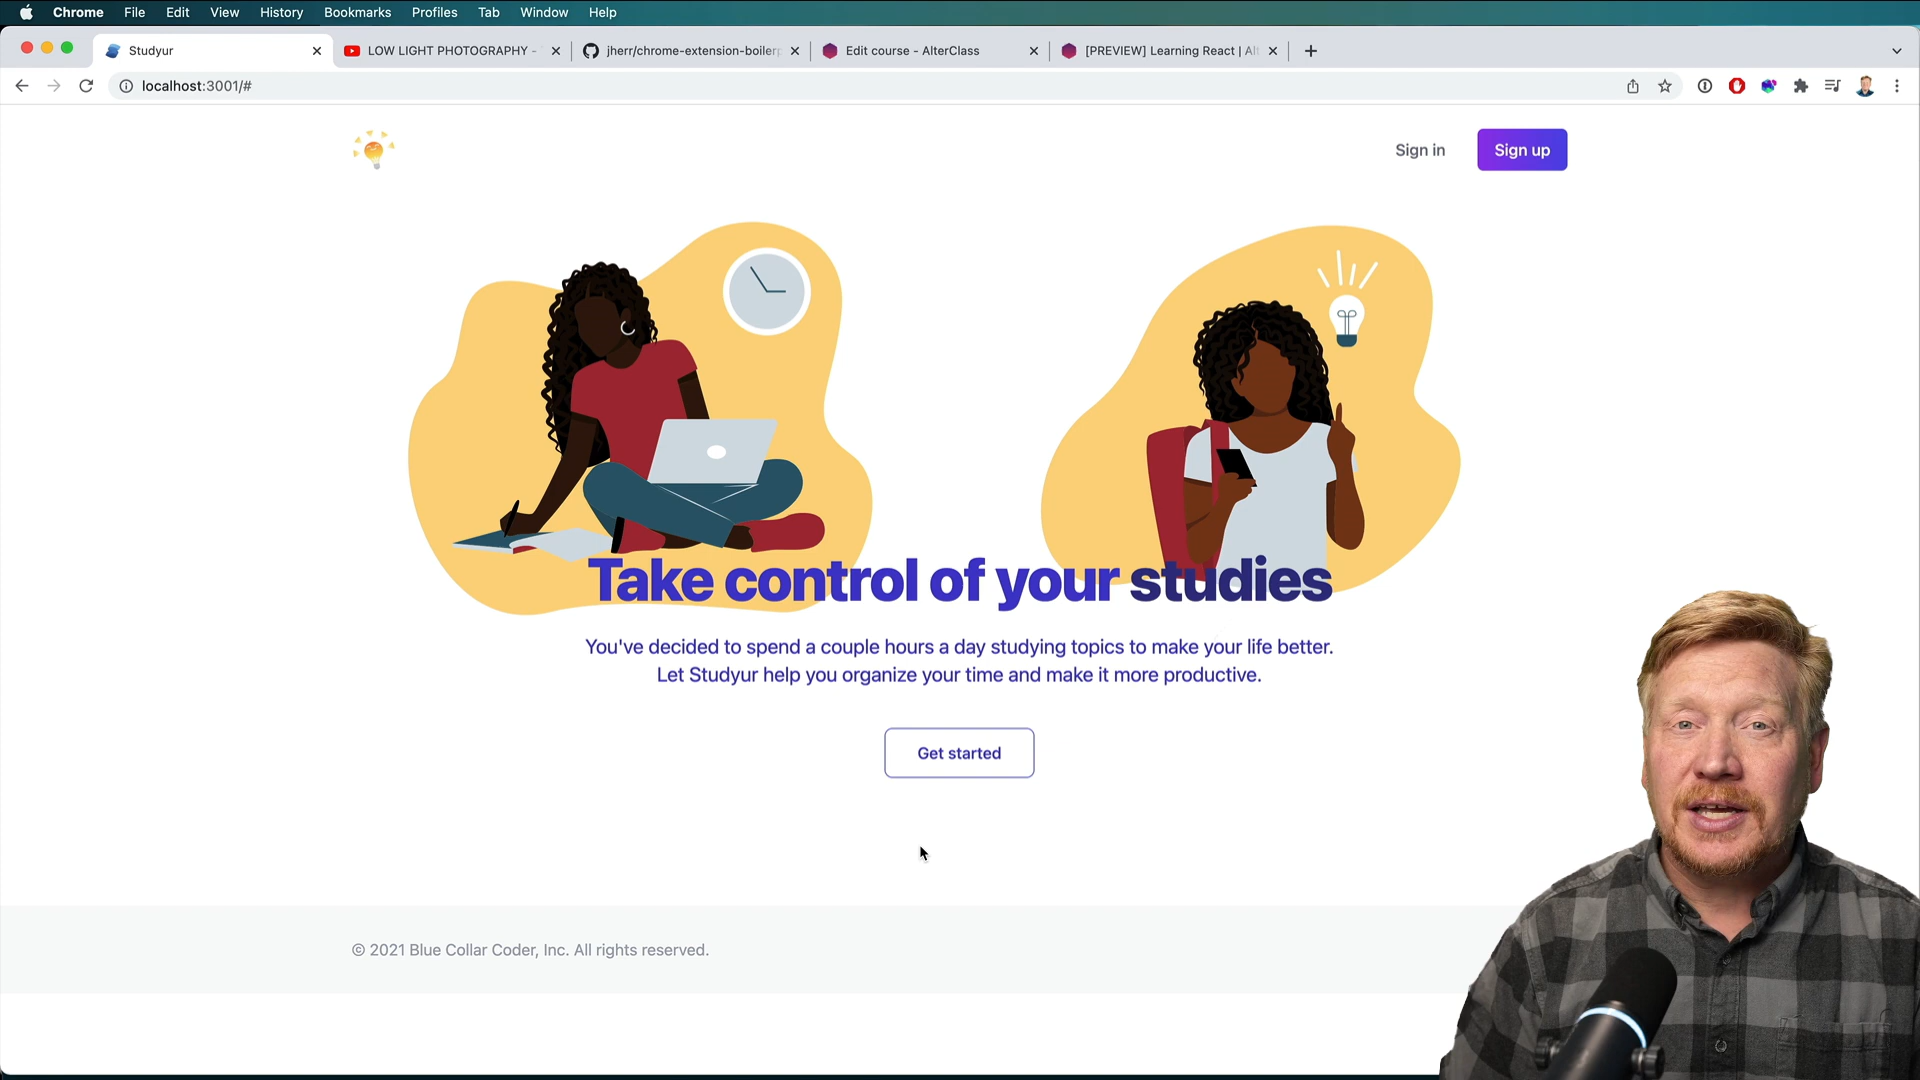 Chrome File Edit View History Bookmarks Profiles Tab Window Help
Studyur LOW LIGHT PHOTOGRAPHY - jherr/chrome-extension-boilerp Edit course - AlterClass [PREVIEW] Learning React | Al
localhost:3001/#
Sign in Sign up
Take control of your studies
You've decided to spend a couple hours a day studying topics to make your life better.
Let Studyur help you organize your time and make it more productive.
Get started
© 2021 Blue Collar Coder, Inc. All rights reserved.